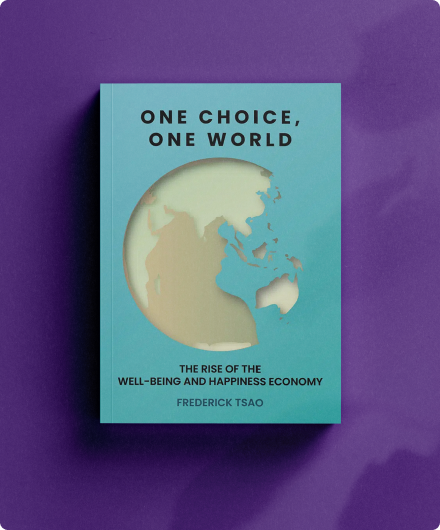 ONE CHOICE,
ONE WORLD
THE RISE OF THE
WELL-BEING AND HAPPINESS ECONOMY
FREDERICK TSAO